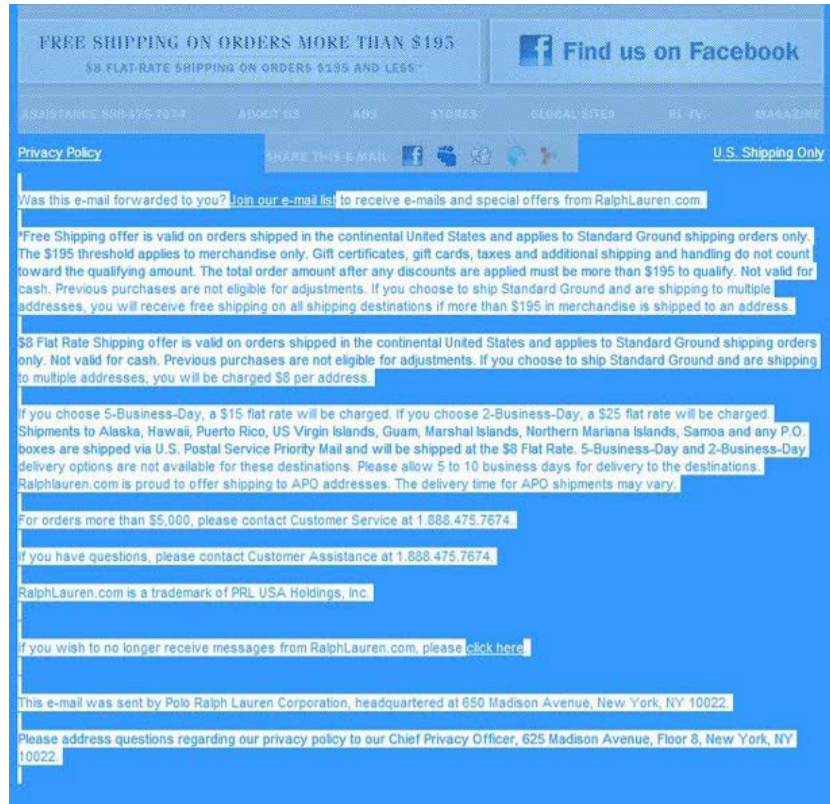 FREE SHIPPING ON ORDERS MORE THAN $195
$8 FLAT-RATE SHIPPING ON ORDERS $195 AND LESS**
Find us on Facebook
ASSISTANCE 888-475-7674 ABOUT US ADS STORES GLOBAL SITES RL TV MAGAZINE
Privacy Policy
SHARE THIS E-MAIL
U.S. Shipping Only
Was this e-mail forwarded to you? Join our e-mail list to receive e-mails and special offers from RalphLauren.com.
*Free Shipping offer is valid on orders shipped in the continental United States and applies to Standard Ground shipping orders only.
The $195 threshold applies to merchandise only. Gift certificates, gift cards, taxes and additional shipping and handling do not count
toward the qualifying amount. The total order amount after any discounts are applied must be more than $195 to qualify. Not valid for
cash. Previous purchases are not eligible for adjustments. If you choose to ship Standard Ground and are shipping to multiple
addresses, you will receive free shipping on all shipping destinations if more than $195 in merchandise is shipped to an address.
$8 Flat Rate Shipping offer is valid on orders shipped in the continental United States and applies to Standard Ground shipping orders
only. Not valid for cash. Previous purchases are not eligible for adjustments. If you choose to ship Standard Ground and are shipping
to multiple addresses, you will be charged $8 per address.
If you choose 5-Business-Day, a $15 flat rate will be charged. If you choose 2-Business-Day, a $25 flat rate will be charged.
Shipments to Alaska, Hawaii, Puerto Rico, US Virgin Islands, Guam, Marshal Islands, Northern Mariana Islands, Samoa and any P.O.
boxes are shipped via U.S. Postal Service Priority Mail and will be shipped at the $8 Flat Rate. 5-Business-Day and 2-Business-Day
delivery options are not available for these destinations. Please allow 5 to 10 business days for delivery to the destinations.
Ralphlauren.com is proud to offer shipping to APO addresses. The delivery time for APO shipments may vary.
For orders more than $5,000, please contact Customer Service at 1.888.475.7674.
If you have questions, please contact Customer Assistance at 1.888.475.7674.
RalphLauren.com is a trademark of PRL USA Holdings, Inc.
If you wish to no longer receive messages from RalphLauren.com, please click here.
This e-mail was sent by Polo Ralph Lauren Corporation, headquartered at 650 Madison Avenue, New York, NY 10022.
Please address questions regarding our privacy policy to our Chief Privacy Officer, 625 Madison Avenue, Floor 8, New York, NY
10022.